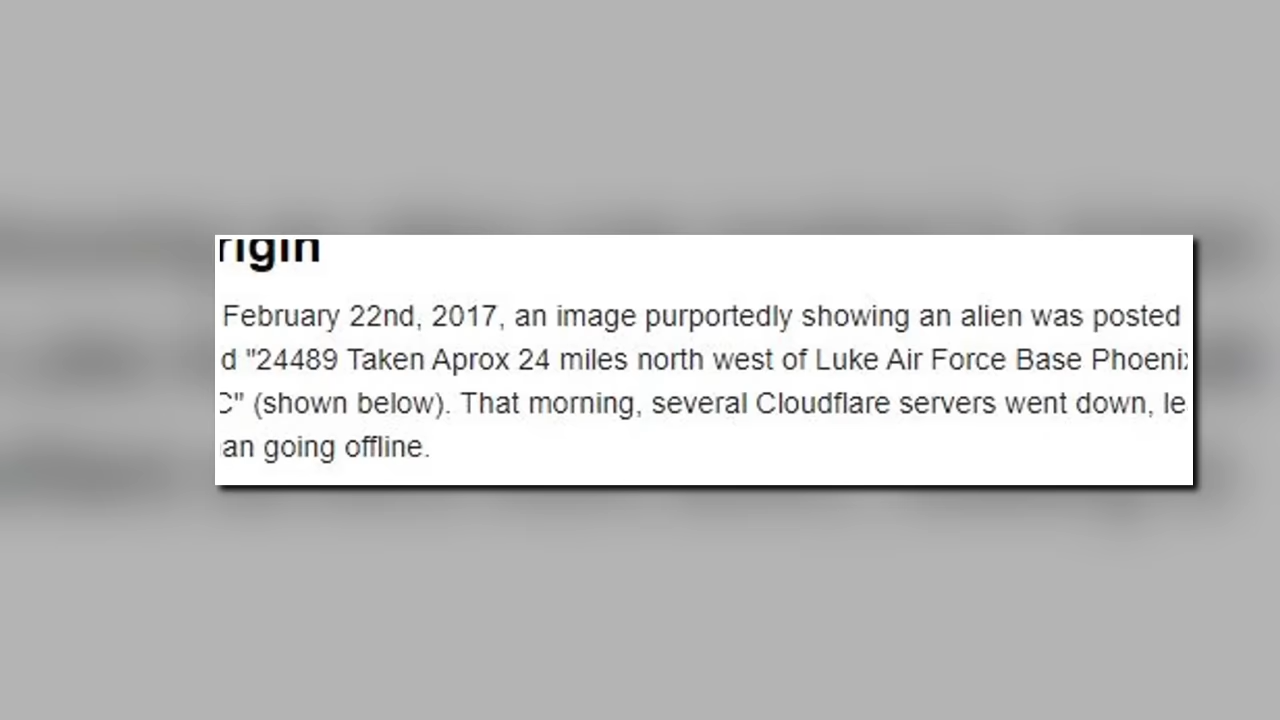 rigin
February 22nd, 2017, an image purportedly showing an alien was posted
d "24489 Taken Aprox 24 miles north west of Luke Air Force Base Phoenix
C" (shown below). That morning, several Cloudflare servers went down, le
an going offline.